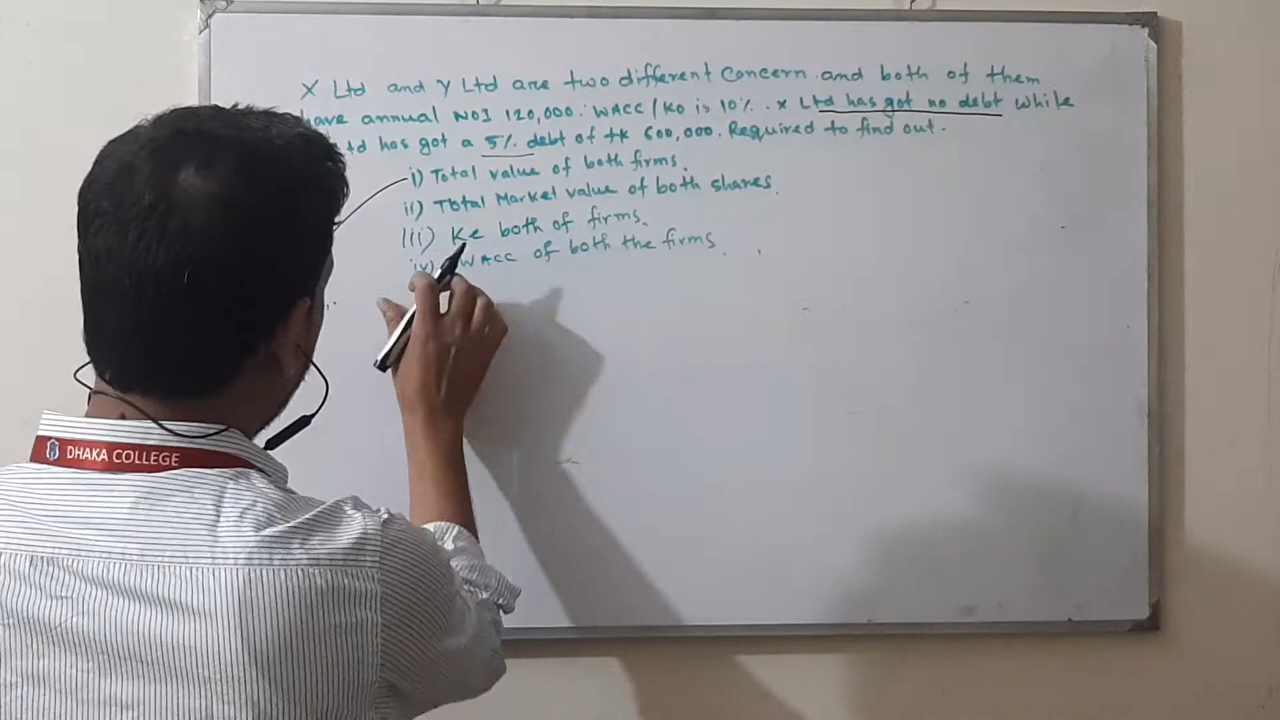 X Ltd and Y Ltd are two different concern and both of them
have annual NOI 120,000. WACC/Ko is 10%. X Ltd has got no debt while
td has got a 5% debt of tk 600,000. Required to find out.
i) Total value of both firms.
ii) Total Market value of both shares.
iii) Ke both of firms.
iv) WACC of both the firms.
DHAKA COLLEGE